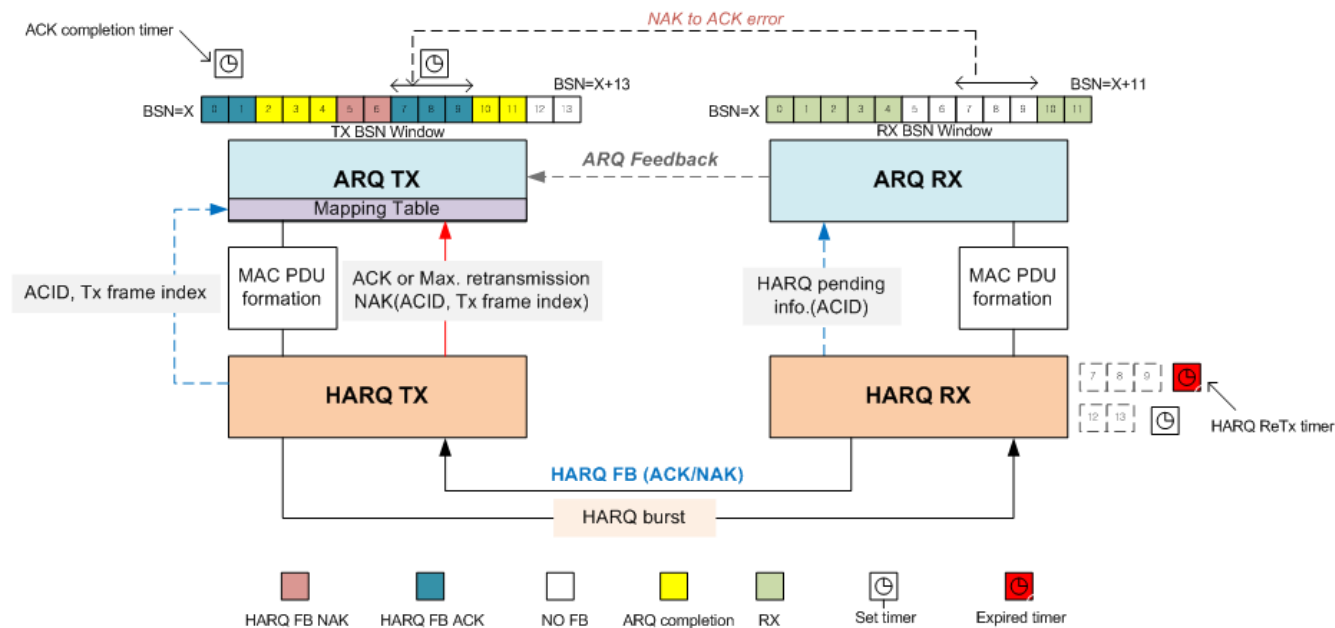 NAK to ACK error
ACK completion timer
BSN=X+13
BSN=X+11
BSN=X
0 1 2 3 4 5 6 7 8 9 10 11 12 13
BSN=X
0 1 2 3 4 5 6 7 8 9 10 11
TX BSN Window
RX BSN Window
ARQ TX
Mapping Table
ARQ Feedback
ARQ RX
ACID, Tx frame index
MAC PDU
formation
ACK or Max. retransmission
NAK(ACID, Tx frame index)
HARQ pending
info.(ACID)
MAC PDU
formation
HARQ TX
HARQ RX
7 8 9
12 13
HARQ ReTx timer
HARQ FB (ACK/NAK)
HARQ burst
HARQ FB NAK
HARQ FB ACK
NO FB
ARQ completion
RX
Set timer
Expired timer